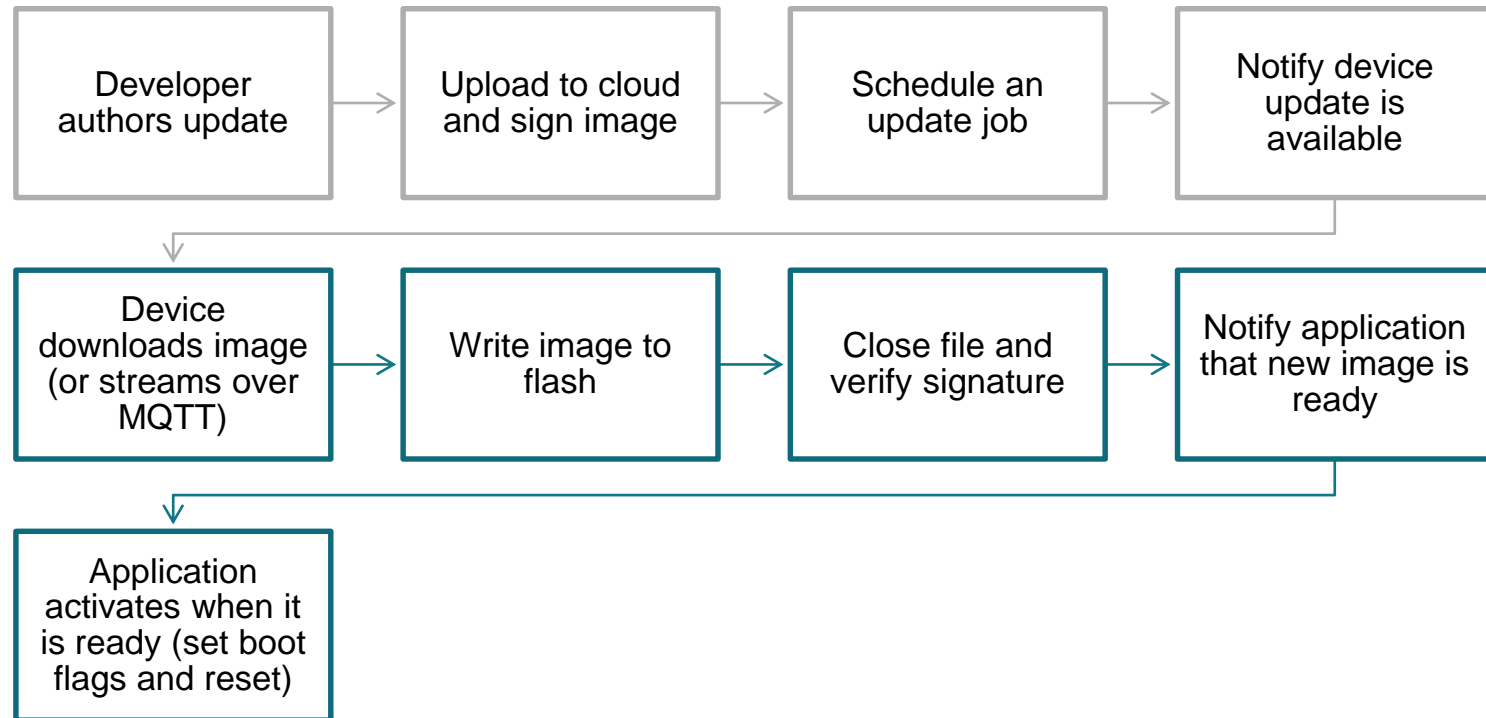 Developer
authors update
Upload to cloud
and sign image
Schedule an
update job
Notify device
update is
available
Device
downloads image
(or streams over
MQTT)
Write image to
flash
Close file and
verify signature
Notify application
that new image is
ready
Application
activates when it
is ready (set boot
flags and reset)